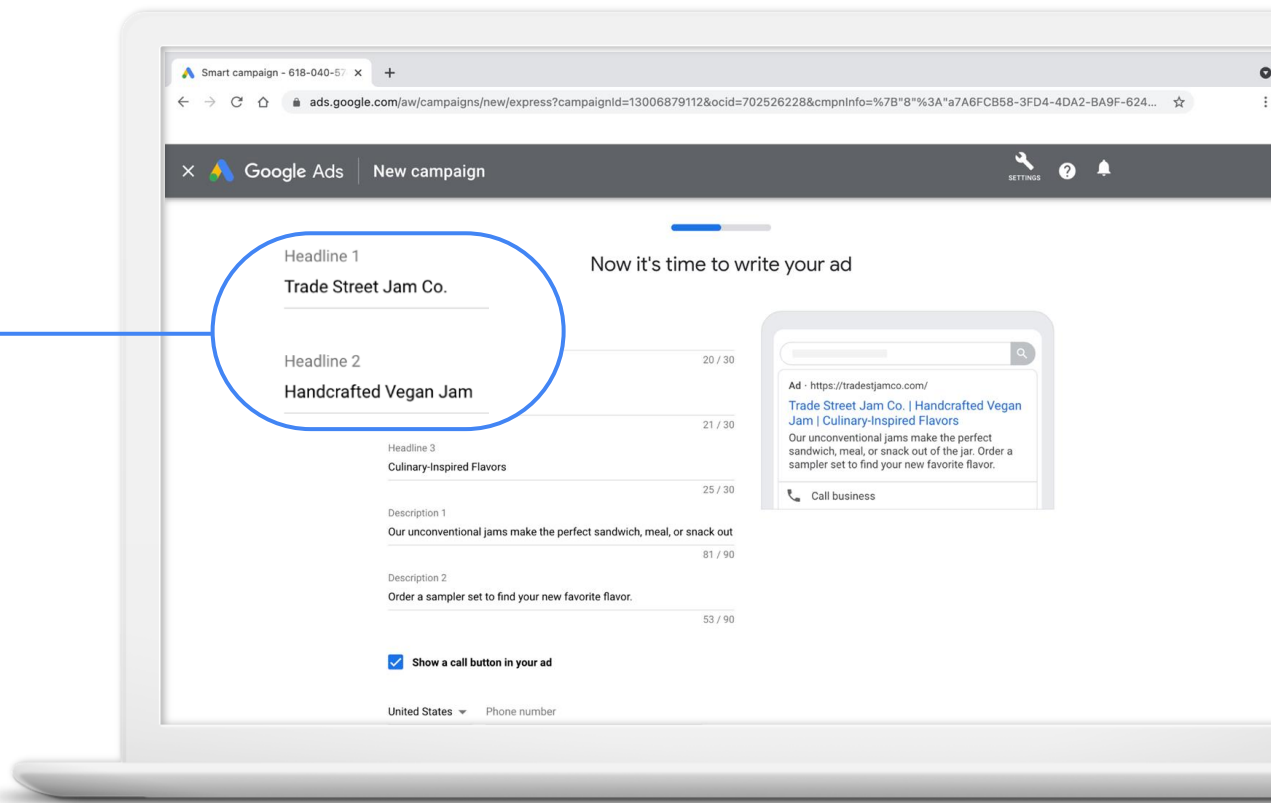 Smart campaign - 618-040-57
ads.google.com/aw/campaigns/new/express?campaignId=13006879112&ocid=702526228&cmpnInfo=%7B"8"%3A"a7A6FCB58-3FD4-4DA2-BA9F-624...
Google Ads
New campaign
SETTINGS
Now it's time to write your ad
Headline 1
Trade Street Jam Co.
20 / 30
Headline 2
Handcrafted Vegan Jam
21 / 30
Headline 3
Culinary-Inspired Flavors
25 / 30
Description 1
Our unconventional jams make the perfect sandwich, meal, or snack out
81 / 90
Description 2
Order a sampler set to find your new favorite flavor.
53 / 90
Show a call button in your ad
United States
Phone number
Ad · https://tradestjamco.com/
Trade Street Jam Co. | Handcrafted Vegan
Jam | Culinary-Inspired Flavors
Our unconventional jams make the perfect
sandwich, meal, or snack out of the jar. Order a
sampler set to find your new favorite flavor.
Call business